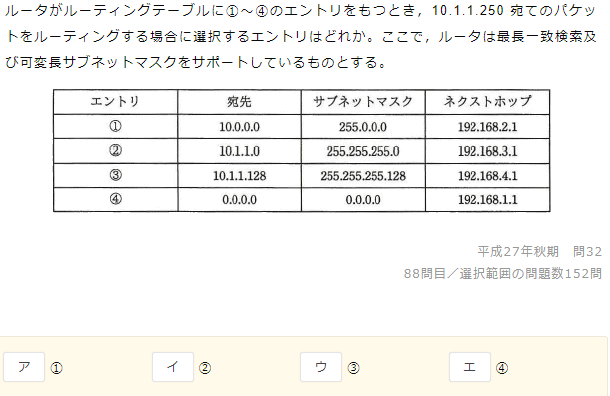 ルータがルーティングテーブルに①〜④のエントリをもつとき，10.1.1.250 宛てのパケッ
トをルーティングする場合に選択するエントリはどれか。ここで，ルータは最長一致検索及
び可変長サブネットマスクをサポートしているものとする。
エントリ 宛先 サブネットマスク ネクストホップ
① 10.0.0.0 255.0.0.0 192.168.2.1
② 10.1.1.0 255.255.255.0 192.168.3.1
③ 10.1.1.128 255.255.255.128 192.168.4.1
④ 0.0.0.0 0.0.0.0 192.168.1.1
平成27年秋期　問32
88問目／選択範囲の問題数152問
ア ① イ ② ウ ③ エ ④